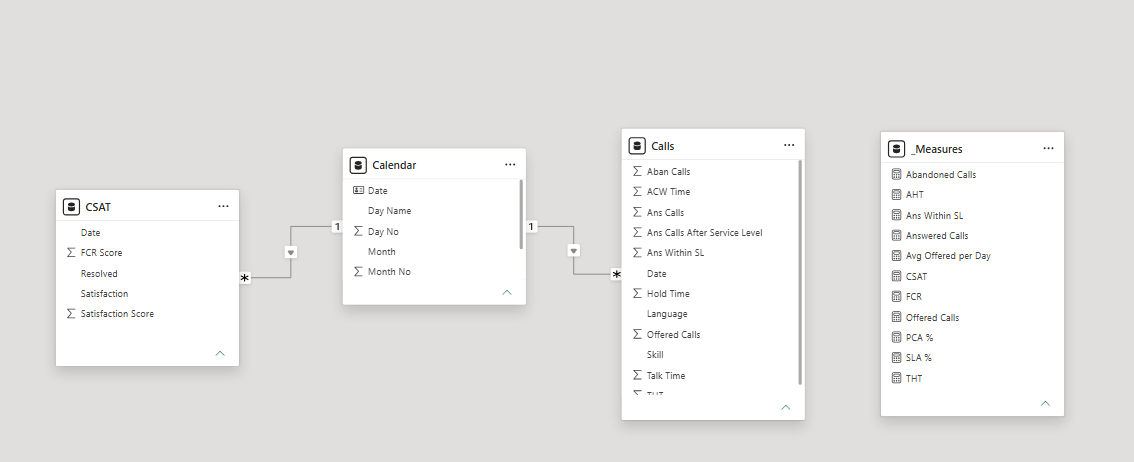 CSAT
Date
FCR Score
Resolved
Satisfaction
Satisfaction Score
*
1
Calendar
Date
Day Name
Day No
Month
Month No
1
*
Calls
Aban Calls
ACW Time
Ans Calls
Ans Calls After Service Level
Ans Within SL
Date
Hold Time
Language
Offered Calls
Skill
Talk Time
THT
_Measures
Abandoned Calls
AHT
Ans Within SL
Answered Calls
Avg Offered per Day
CSAT
FCR
Offered Calls
PCA %
SLA %
THT